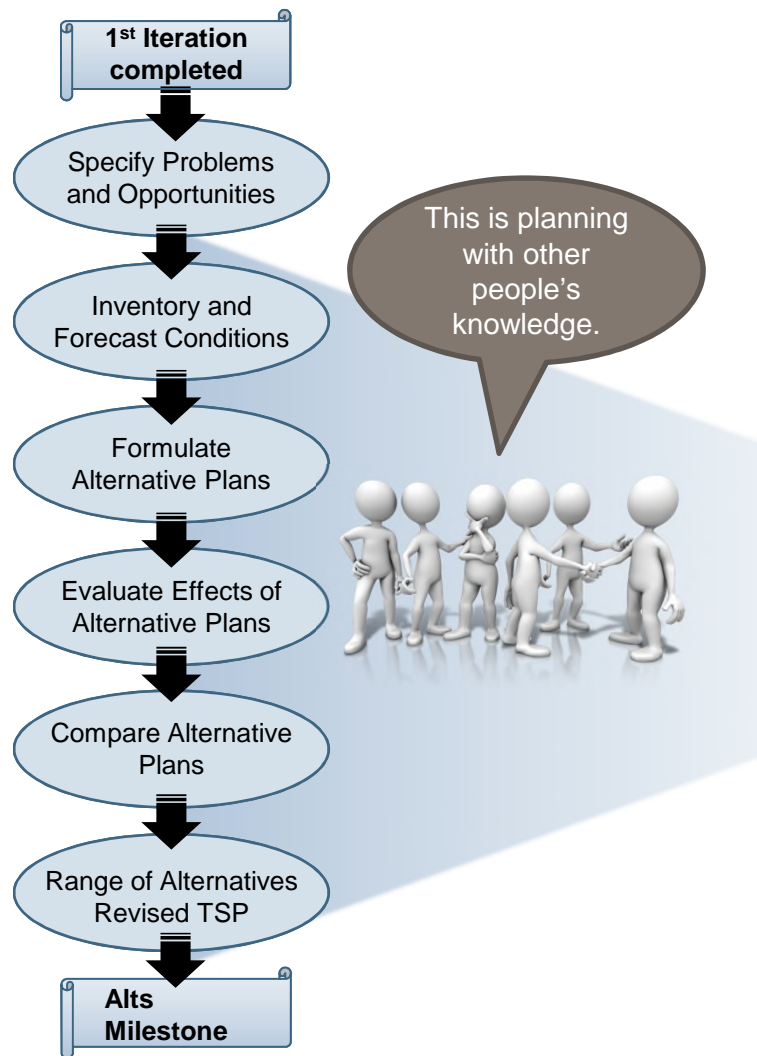 1st Iteration
completed
Specify Problems
and Opportunities
This is planning
with other
people’s
knowledge.
Inventory and
Forecast Conditions
Formulate
Alternative Plans
Evaluate Effects of
Alternative Plans
Compare Alternative
Plans
Range of Alternatives
Revised TSP
Alts
Milestone